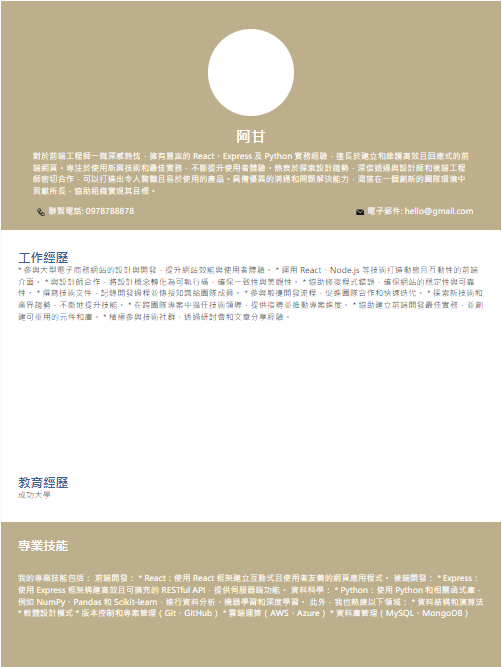 阿甘
對於前端工程師一職深感熱忱，擁有豐富的 React、Express 及 Python 實務經驗，擅長於建立和維護高效且回應式的前
端網頁。專注於使用新興技術和最佳實務，不斷提升使用者體驗。熱衷於探索設計趨勢，深信透過與設計師和後端工程
師密切合作，可以打造出令人驚豔且易於使用的產品。具備優異的溝通和問題解決能力，渴望在一個創新的團隊環境中
貢獻所長，協助組織實現其目標。
聯繫電話: 0978788878
電子郵件: hello@gmail.com
工作經歷
* 參與大型電子商務網站的設計與開發，提升網站效能與使用者體驗。 * 運用 React、Node.js 等技術打造動態且互動性的前端
介面。 * 與設計師合作，將設計概念轉化為可執行碼，確保一致性與美觀性。 * 協助修復程式錯誤，確保網站的穩定性與可靠
性。 * 撰寫技術文件，記錄開發過程並傳授知識給團隊成員。 * 參與敏捷開發流程，促進團隊合作和快速迭代。 * 探索新技術和
業界趨勢，不斷地提升技能。 * 在跨團隊專案中擔任技術領導，提供指導並推動專案進度。 * 協助建立前端開發最佳實務，並創
建可重用的元件和庫。 * 積極參與技術社群，透過研討會和文章分享經驗。
教育經歷
成功大學
專業技能
我的專業技能包括： 前端開發： * React：使用 React 框架建立互動式且使用者友善的網頁應用程式。 後端開發： * Express：
使用 Express 框架構建高效且可擴充的 RESTful API，提供伺服器端功能。 資料科學： * Python：使用 Python 和相關函式庫，
例如 NumPy、Pandas 和 Scikit-learn，進行資料分析、機器學習和深度學習。 此外，我也熟練以下領域： * 資料結構和演算法
* 軟體設計模式 * 版本控制和專案管理（Git、GitHub） * 雲端運算（AWS、Azure） * 資料庫管理（MySQL、MongoDB）